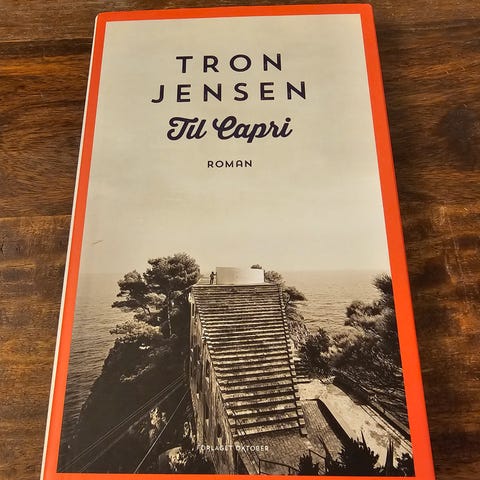 TRON
JENSEN
Til Capri
ROMAN
FORLAGET OKTOBER